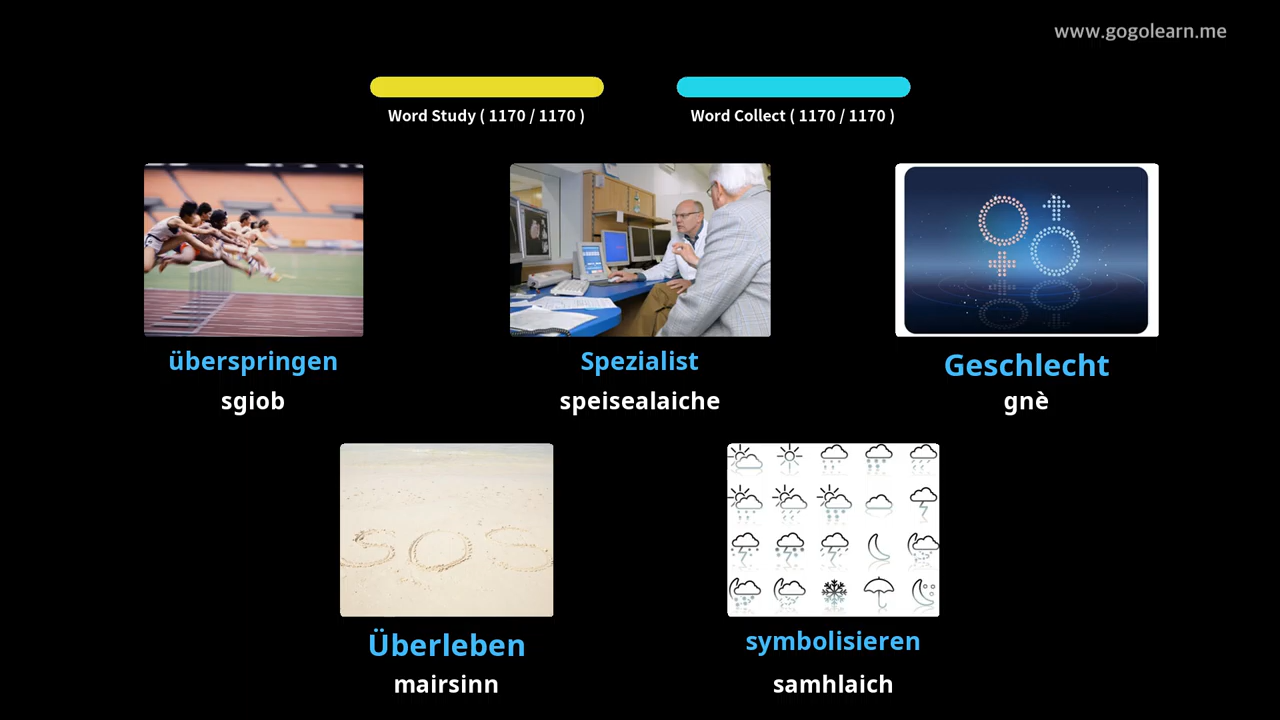 www.gogolearn.me
Word Study ( 1170 / 1170 )
Word Collect ( 1170 / 1170 )
überspringen
sgiob
Spezialist
speisealaiche
Geschlecht
gnè
SOS
Überleben
mairsinn
symbolisieren
samhlaich